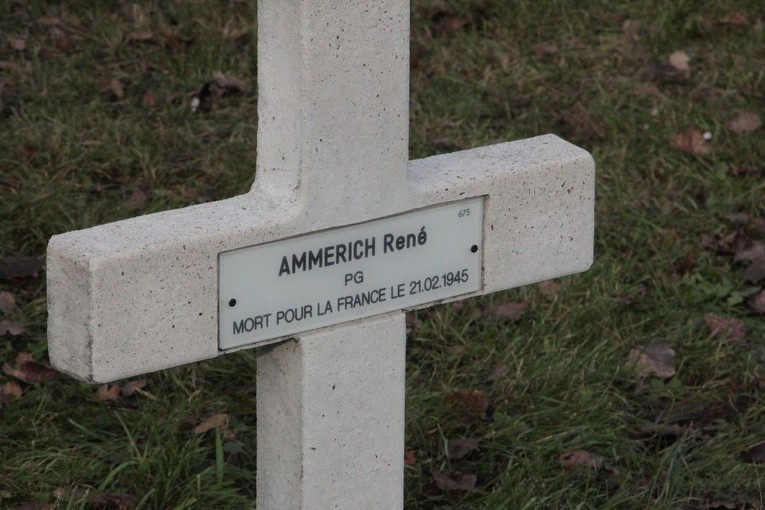 675
AMMERICH René
PG
MORT POUR LA FRANCE LE 21.02.1945